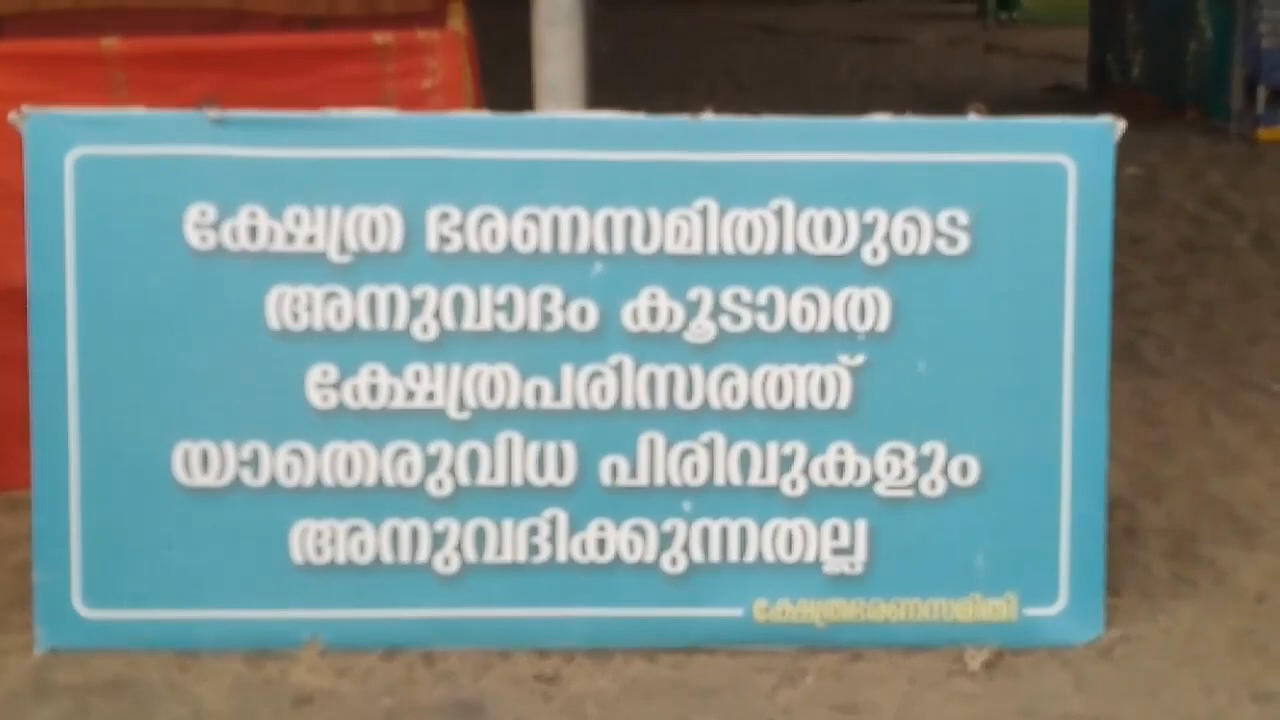 ക്ഷേത്ര ഭരണസമിതിയുടെ
അനുവാദം കൂടാതെ
ക്ഷേത്രപരിസരത്ത്
യാതെരുവിധ പിരിവുകളും
അനുവദിക്കുന്നതല്ല
ക്ഷേത്രഭരണസമിതി